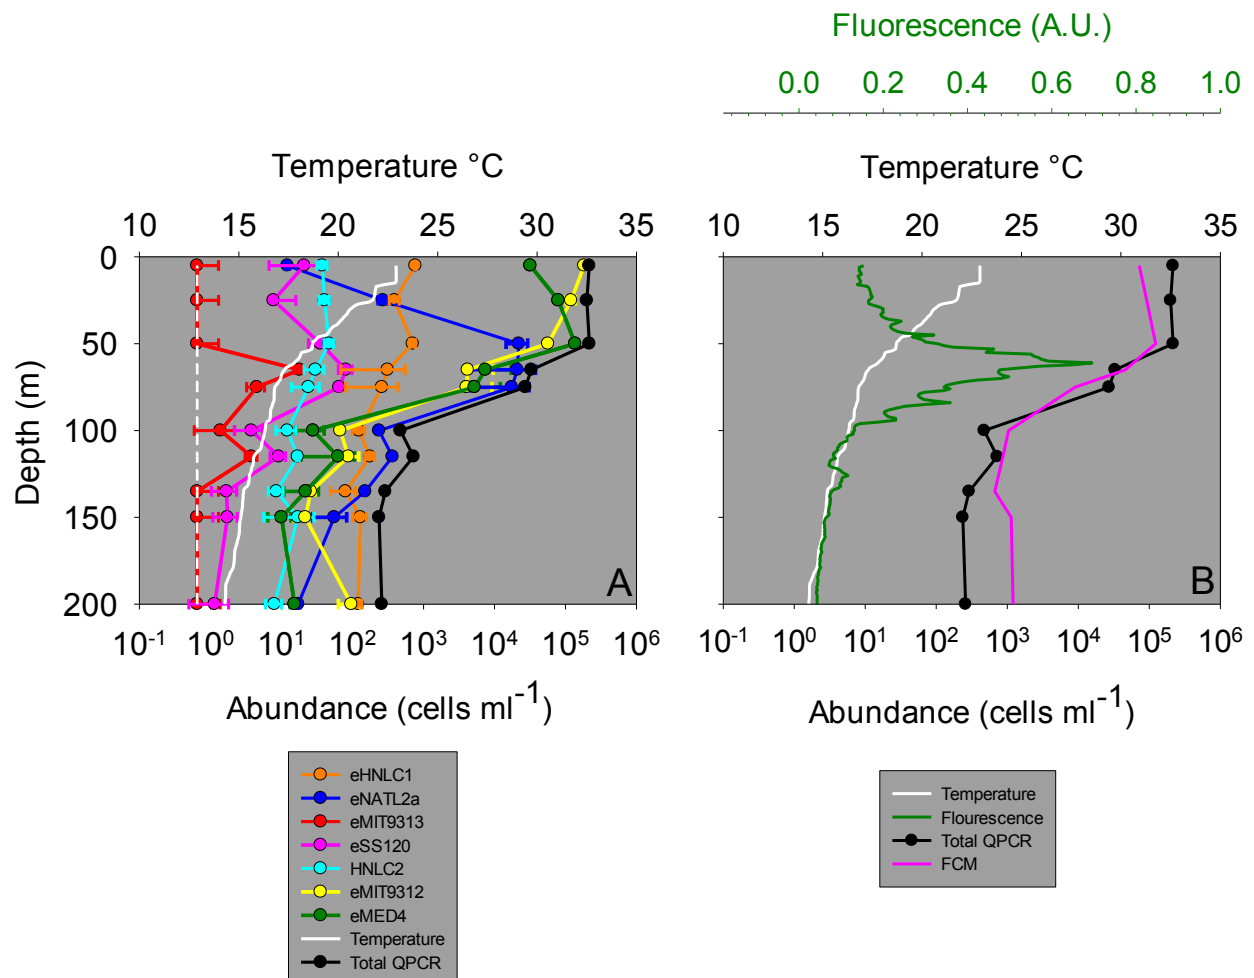 Fluorescence (A.U.)
0.0 0.2 0.4 0.6 0.8 1.0
Temperature °C
Temperature °C
10 15 20 25 30 35
10 15 20 25 30 35
0
50
100
150
200
Depth (m)
A
B
10-1 100 101 102 103 104 105 106
10-1 100 101 102 103 104 105 106
Abundance (cells ml-1)
Abundance (cells ml-1)
eHNLC1
eNATL2a
eMIT9313
eSS120
HNLC2
eMIT9312
eMED4
Temperature
Total QPCR
Temperature
Flourescence
Total QPCR
FCM